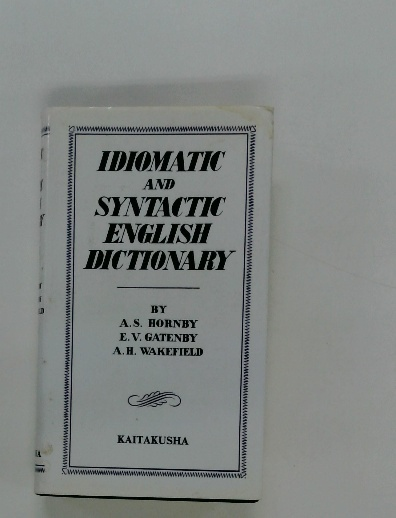 IDIOMATIC
AND
SYNTACTIC
ENGLISH
DICTIONARY
BY
A. S. HORNBY
E. V. GATENBY
A. H. WAKEFIELD
KAITAKUSHA